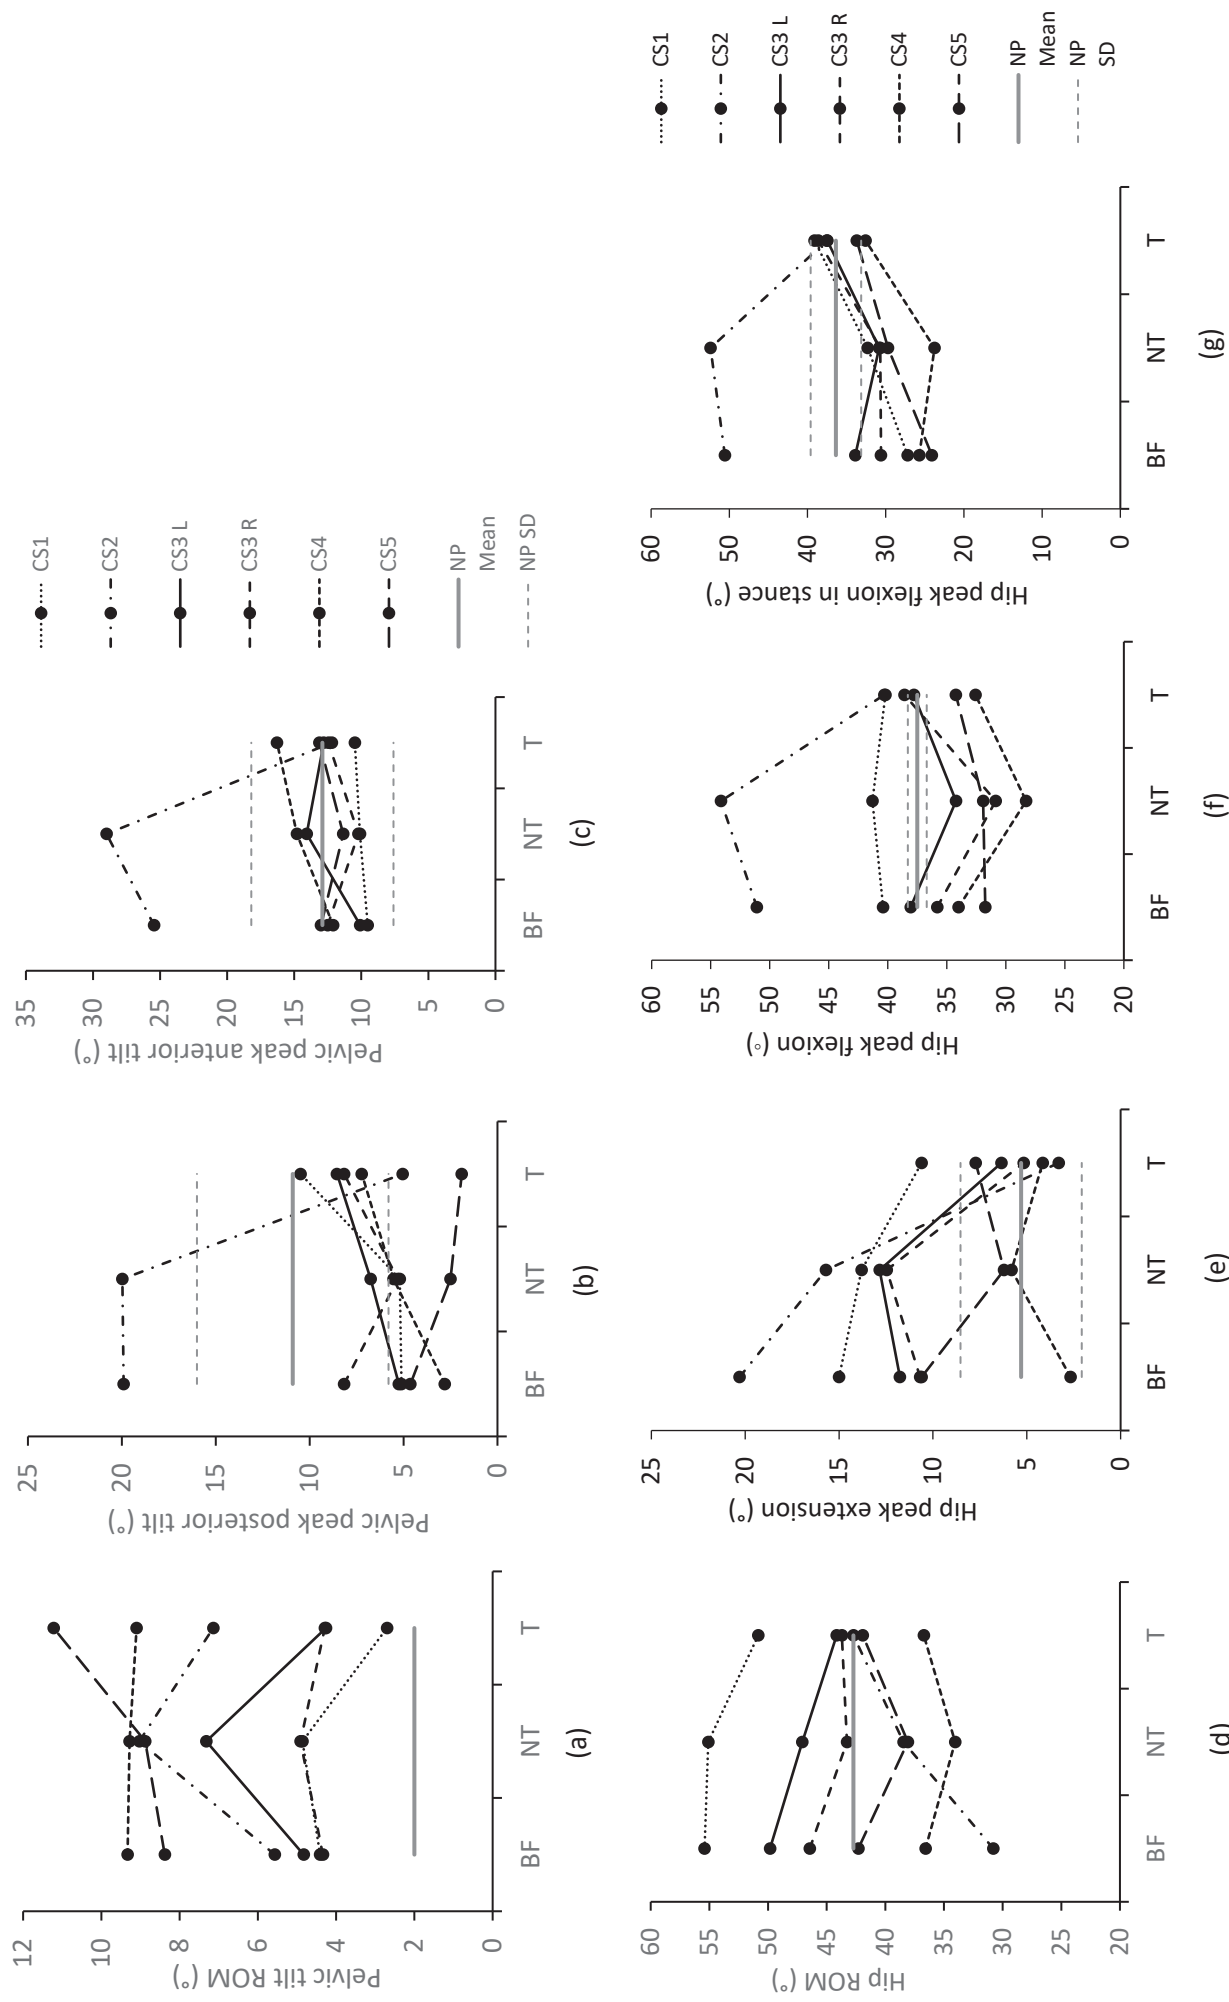 12
10
8
6
4
2
0
Pelvic tilt ROM (°)
BF
NT
T
(a)
25
20
15
10
5
0
Pelvic peak posterior tilt (°)
BF
NT
T
(b)
35
30
25
20
15
10
5
0
Pelvic peak anterior tilt (°)
BF
NT
T
(c)
CS1
CS2
CS3 L
CS3 R
CS4
CS5
NP
Mean
NP SD
60
55
50
45
40
35
30
25
20
Hip ROM (°)
BF
NT
T
(d)
25
20
15
10
5
0
Hip peak extension (°)
BF
NT
T
(e)
60
55
50
45
40
35
30
25
20
Hip peak flexion (°)
BF
NT
T
(f)
60
50
40
30
20
10
0
Hip peak flexion in stance (°)
BF
NT
T
(g)
CS1
CS2
CS3 L
CS3 R
CS4
CS5
NP
Mean
NP
SD